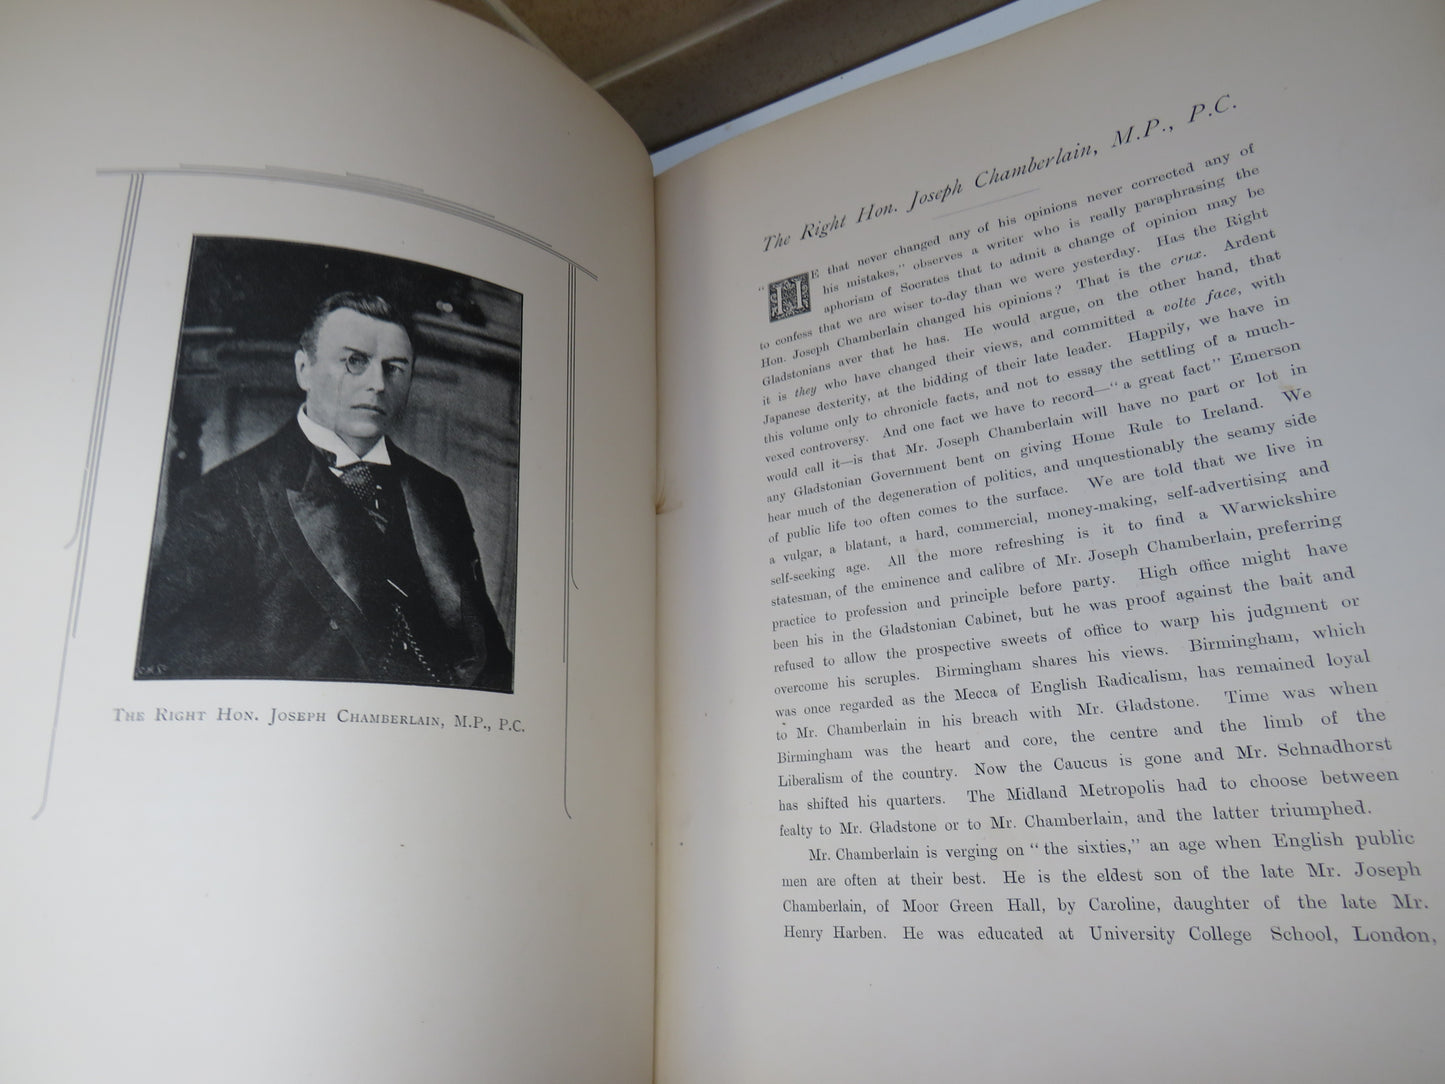 THE RIGHT HON. JOSEPH CHAMBERLAIN, M.P., P.C.
The Right Hon. Joseph Chamberlain, M.P., P.C.
"HE that never changed any of his opinions never corrected any of
his mistakes," observes a writer who is really paraphrasing the
aphorism of Socrates that to admit a change of opinion may be
to confess that we are wiser to-day than we were yesterday. Has the Right
Hon. Joseph Chamberlain changed his opinions? That is the crux. Ardent
Gladstonians aver that he has. He would argue, on the other hand, that
it is they who have changed their views, and committed a volte face, with
Japanese dexterity, at the bidding of their late leader. Happily, we have in
this volume only to chronicle facts, and not to essay the settling of a much-
vexed controversy. And one fact we have to record—"a great fact" Emerson
would call it—is that Mr. Joseph Chamberlain will have no part or lot in
any Gladstonian Government bent on giving Home Rule to Ireland. We
hear much of the degeneration of politics, and unquestionably the seamy side
of public life too often comes to the surface. We are told that we live in
a vulgar, a blatant, a hard, commercial, money-making, self-advertising and
self-seeking age. All the more refreshing is it to find a Warwickshire
statesman, of the eminence and calibre of Mr. Joseph Chamberlain, preferring
practice to profession and principle before party. High office might have
been his in the Gladstonian Cabinet, but he was proof against the bait and
refused to allow the prospective sweets of office to warp his judgment or
overcome his scruples. Birmingham shares his views. Birmingham, which
was once regarded as the Mecca of English Radicalism, has remained loyal
to Mr. Chamberlain in his breach with Mr. Gladstone. Time was when
Birmingham was the heart and core, the centre and the limb of the
Liberalism of the country. Now the Caucus is gone and Mr. Schnadhorst
has shifted his quarters. The Midland Metropolis had to choose between
fealty to Mr. Gladstone or to Mr. Chamberlain, and the latter triumphed.
Mr. Chamberlain is verging on "the sixties," an age when English public
men are often at their best. He is the eldest son of the late Mr. Joseph
Chamberlain, of Moor Green Hall, by Caroline, daughter of the late Mr.
Henry Harben. He was educated at University College School, London,